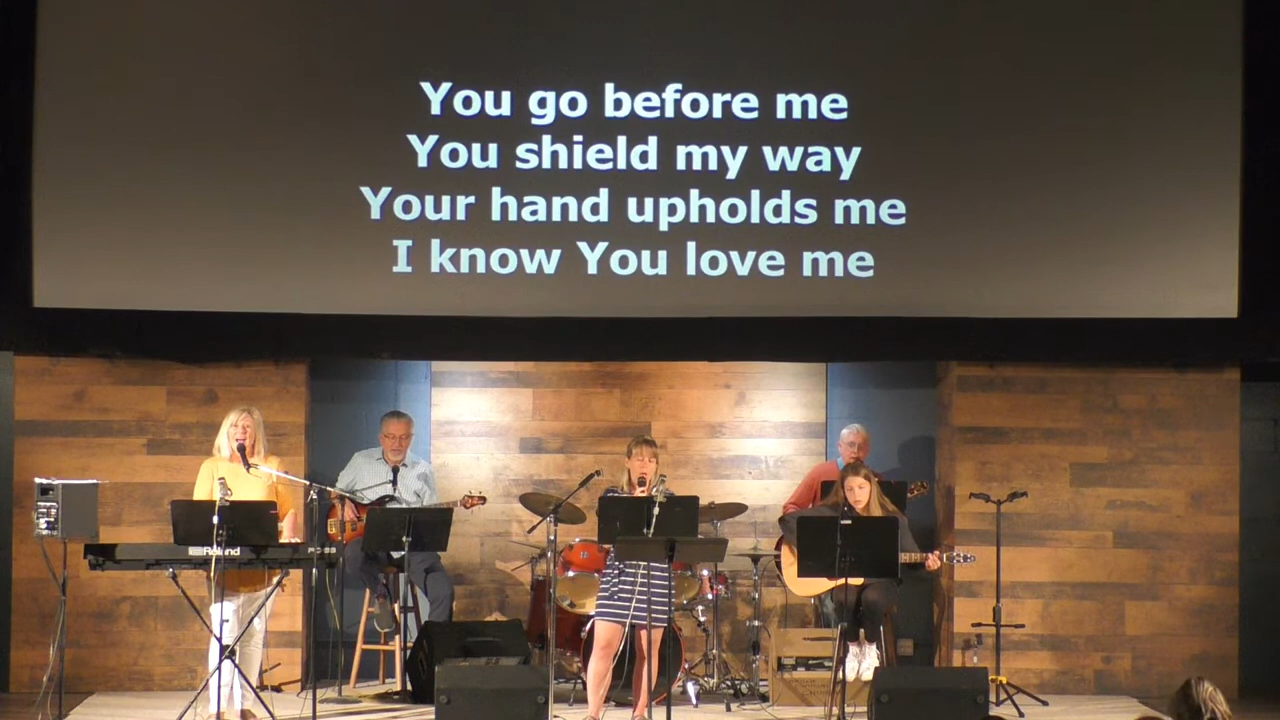 You go before me
You shield my way
Your hand upholds me
I know You love me
Roland